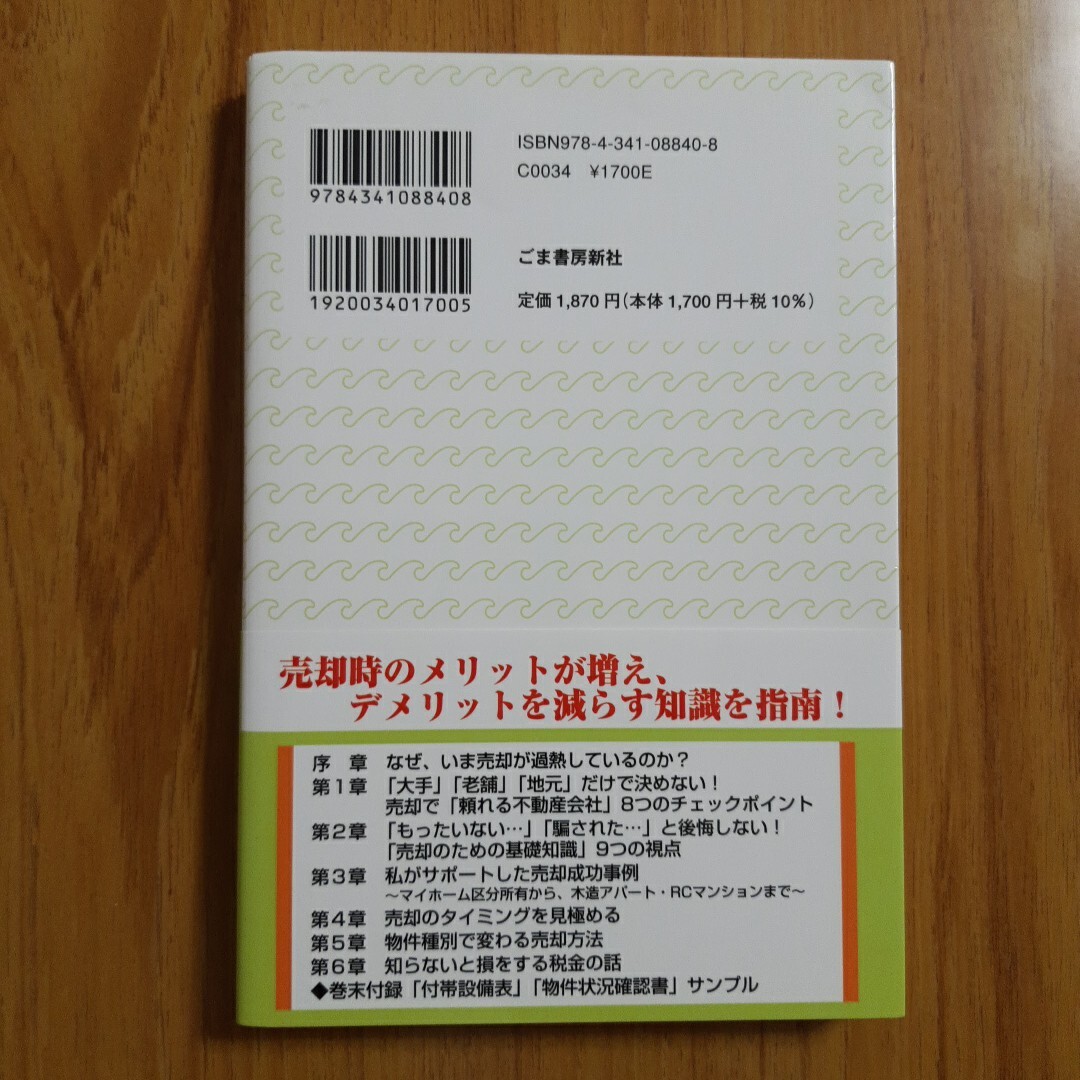 ISBN978-4-341-08840-8
C0034 ¥1700E
9784341088408
ごま書房新社
1920034017005
定価1,870円(本体1,700円+税10%)
売却時のメリットが増え、
デメリットを減らす知識を指南!
序 章 なぜ、いま売却が過熱しているのか?
第1章 「大手」「老舗」「地元」だけで決めない!
売却で「頼れる不動産会社」8つのチェックポイント
第2章 「もったいない…」「騙された…」と後悔しない!
「売却のための基礎知識」9つの視点
第3章 私がサポートした売却成功事例
〜マイホーム区分所有から、木造アパート・RCマンションまで〜
第4章 売却のタイミングを見極める
第5章 物件種別で変わる売却方法
第6章 知らないと損をする税金の話
◆巻末付録「付帯設備表」「物件状況確認書」サンプル